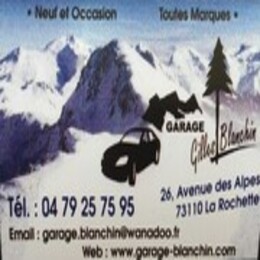 • Neuf et Occasion
Toutes Marques •
GARAGE
Gilles Blanchin
26, Avenue des Alpes
73110 La Rochette
Tél. : 04 79 25 75 95
Email : garage.blanchin@wanadoo.fr
Web : www.garage-blanchin.com